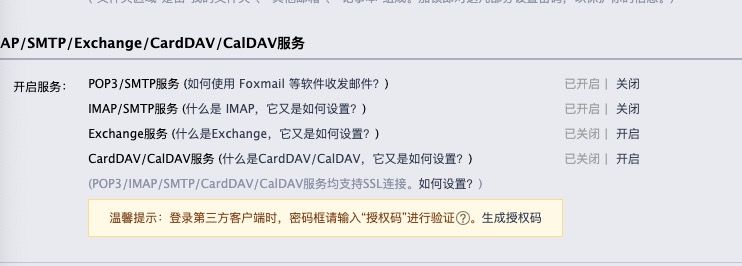 AP/SMTP/Exchange/CardDAV/CalDAV服务
开启服务： POP3/SMTP服务 (如何使用 Foxmail 等软件收发邮件？) 已开启 | 关闭
IMAP/SMTP服务 (什么是 IMAP，它又是如何设置？) 已开启 | 关闭
Exchange服务 (什么是Exchange，它又是如何设置？) 已关闭 | 开启
CardDAV/CalDAV服务 (什么是CardDAV/CalDAV，它又是如何设置？) 已关闭 | 开启
(POP3/IMAP/SMTP/CardDAV/CalDAV服务均支持SSL连接。如何设置？)
温馨提示：登录第三方客户端时，密码框请输入“授权码”进行验证?。生成授权码